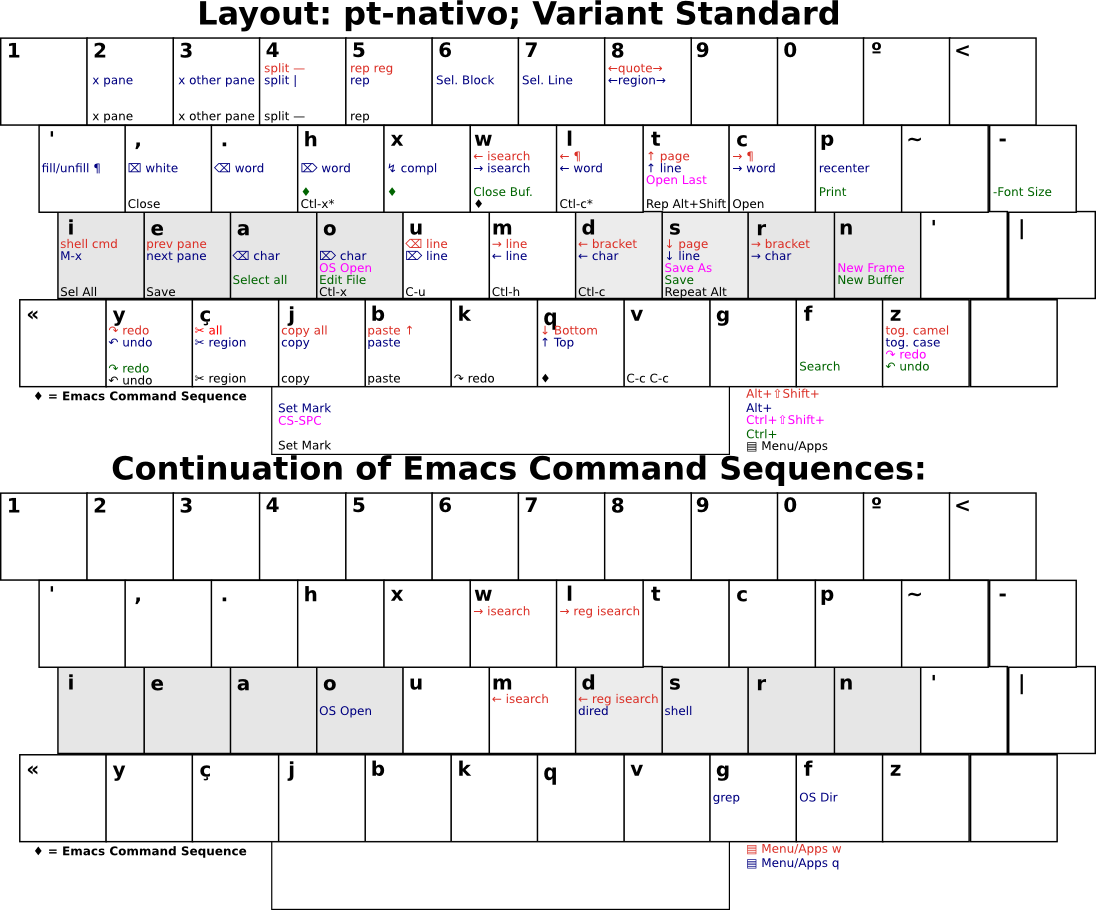 Layout: pt-nativo; Variant Standard
1 2 3 4 5 6 7 8 9 0 º <
split — rep reg ←quote→
x pane x other pane split | rep Sel. Block Sel. Line ←region→
x pane x other pane split — rep
' , . h x w l t c p ~ -
← isearch ← ¶ ↑ page → ¶
fill/unfill ¶ ⌧ white ⌫ word ⌦ word ↯ compl → isearch ← word ↑ line → word recenter
Open Last
♦ ♦ Close Buf. Print -Font Size
Close Ctl-x* ♦ Ctl-c* Rep Alt+Shift Open
i e a o u m d s r n ' |
shell cmd prev pane ⌫ line → line ← bracket ↓ page → bracket
M-x next pane ⌫ char ⌦ char ⌦ line ← line ← char ↓ line → char
OS Open Save As New Frame
Select all Edit File Save New Buffer
Sel All Save Ctl-x C-u Ctl-h Ctl-c Repeat Alt
« y ç j b k q v g f z
↷ redo ✂ all copy all paste ↑ ↓ Bottom tog. camel
↶ undo ✂ region copy paste ↑ Top tog. case
↷ redo
↷ redo Search ↶ undo
↶ undo ✂ region copy paste ↷ redo ♦ C-c C-c
♦ = Emacs Command Sequence Alt+⇧Shift+
Set Mark Alt+
CS-SPC Ctrl+⇧Shift+
Ctrl+
Set Mark ▤ Menu/Apps
Continuation of Emacs Command Sequences:
1 2 3 4 5 6 7 8 9 0 º <
' , . h x w l t c p ~ -
→ isearch → reg isearch
i e a o u m d s r n ' |
← isearch ← reg isearch
OS Open dired shell
« y ç j b k q v g f z
grep OS Dir
♦ = Emacs Command Sequence ▤ Menu/Apps w
▤ Menu/Apps q